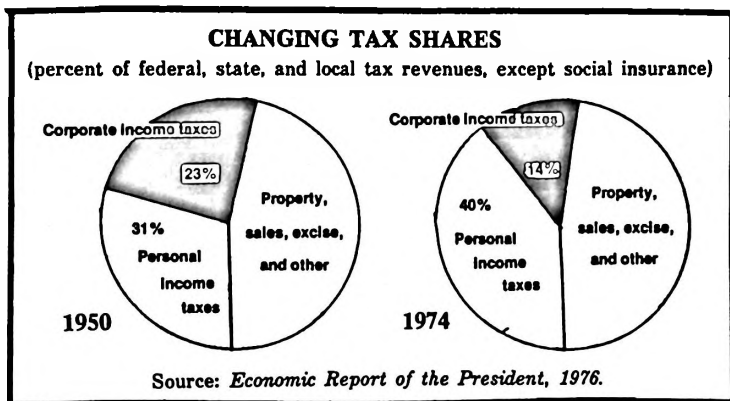 CHANGING TAX SHARES
(percent of federal, state, and local tax revenues, except social insurance)
Corporate income taxes
23%
31%
Personal
income
taxes
Property,
sales, excise,
and other
1950
Corporate income taxes
14%
40%
Personal
income
taxes
Property,
sales, excise,
and other
1974
Source: Economic Report of the President, 1976.